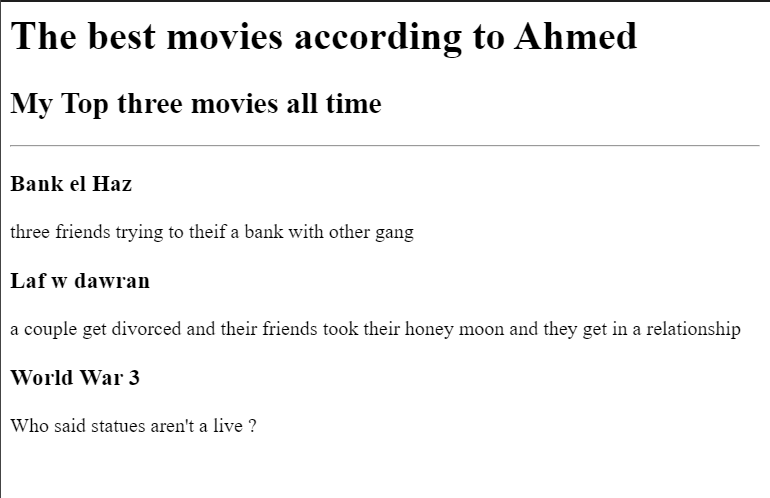 The best movies according to Ahmed
My Top three movies all time
Bank el Haz
three friends trying to theif a bank with other gang
Laf w dawran
a couple get divorced and their friends took their honey moon and they get in a relationship
World War 3
Who said statues aren't a live ?